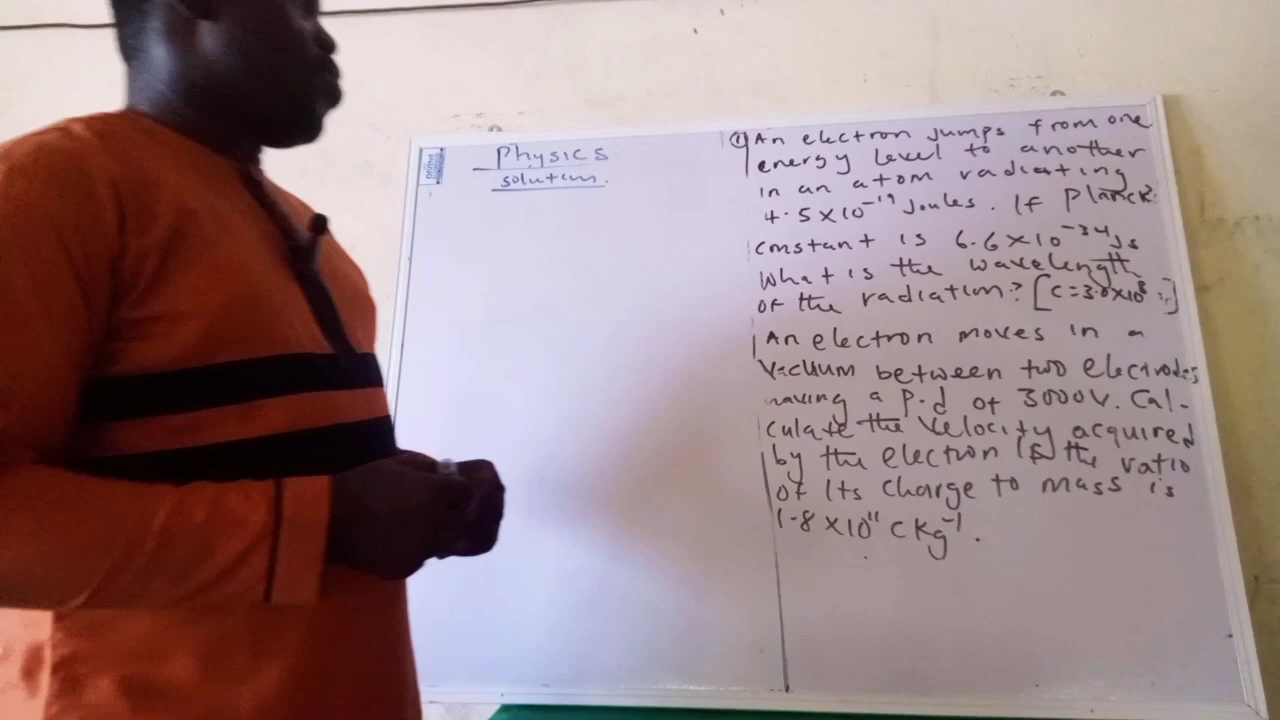 Physics
solution.
DIVINE
① An electron jumps from one
energy level to another
in an atom radiating
4.5×10⁻¹⁹ Joules. If Planck
constant is 6.6×10⁻³⁴Js
What is the wavelength
of the radiation? [C=3.0×10⁸
An electron moves in a
Vacuum between two electrodes
having a p.d of 3000V. Cal-
culate the velocity acquired
by the electron if the ratio
of Its charge to mass is
1.8×10¹¹ C Kg⁻¹.